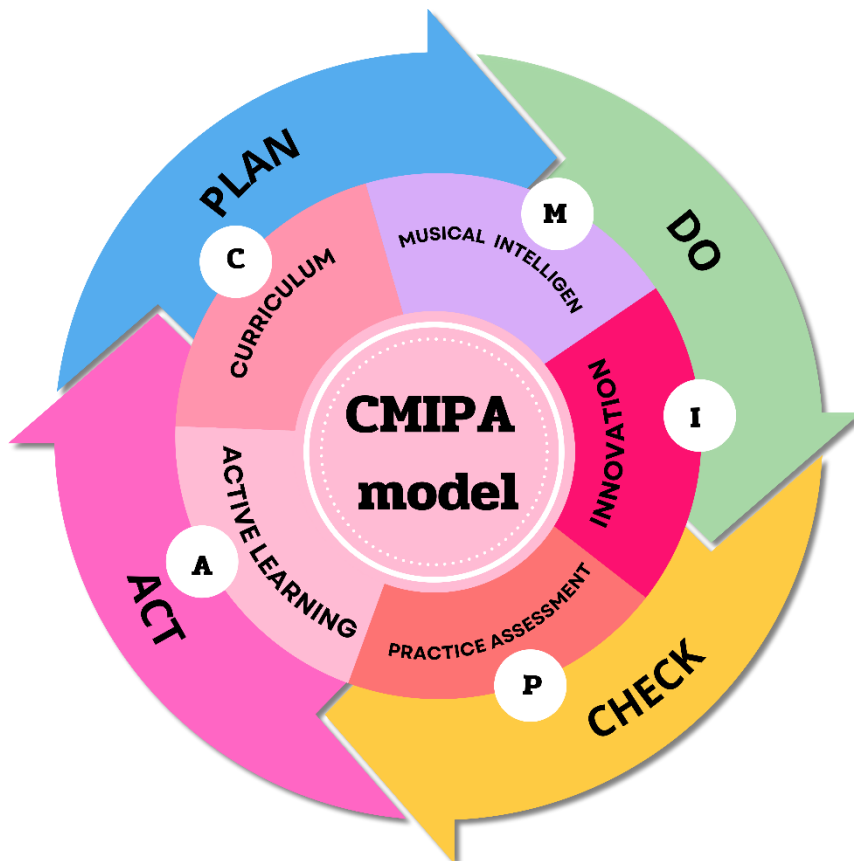 PLAN
DO
CHECK
ACT
C
CURRICULUM
M
MUSICAL INTELLIGEN
I
INNOVATION
P
PRACTICE ASSESSMENT
A
ACTIVE LEARNING
CMIPA
model